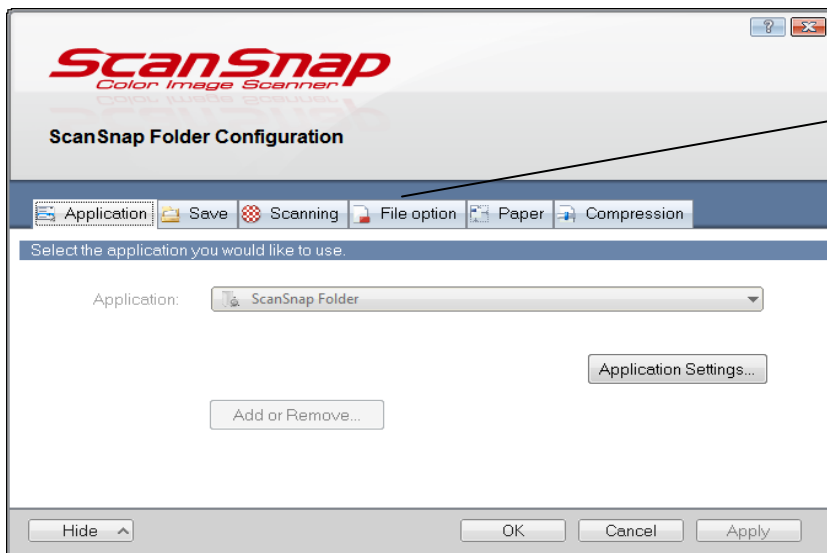 ScanSnap
Color Image Scanner
ScanSnap Folder Configuration
Application Save Scanning File option Paper Compression
Select the application you would like to use.
Application: ScanSnap Folder
Application Settings...
Add or Remove...
Hide OK Cancel Apply